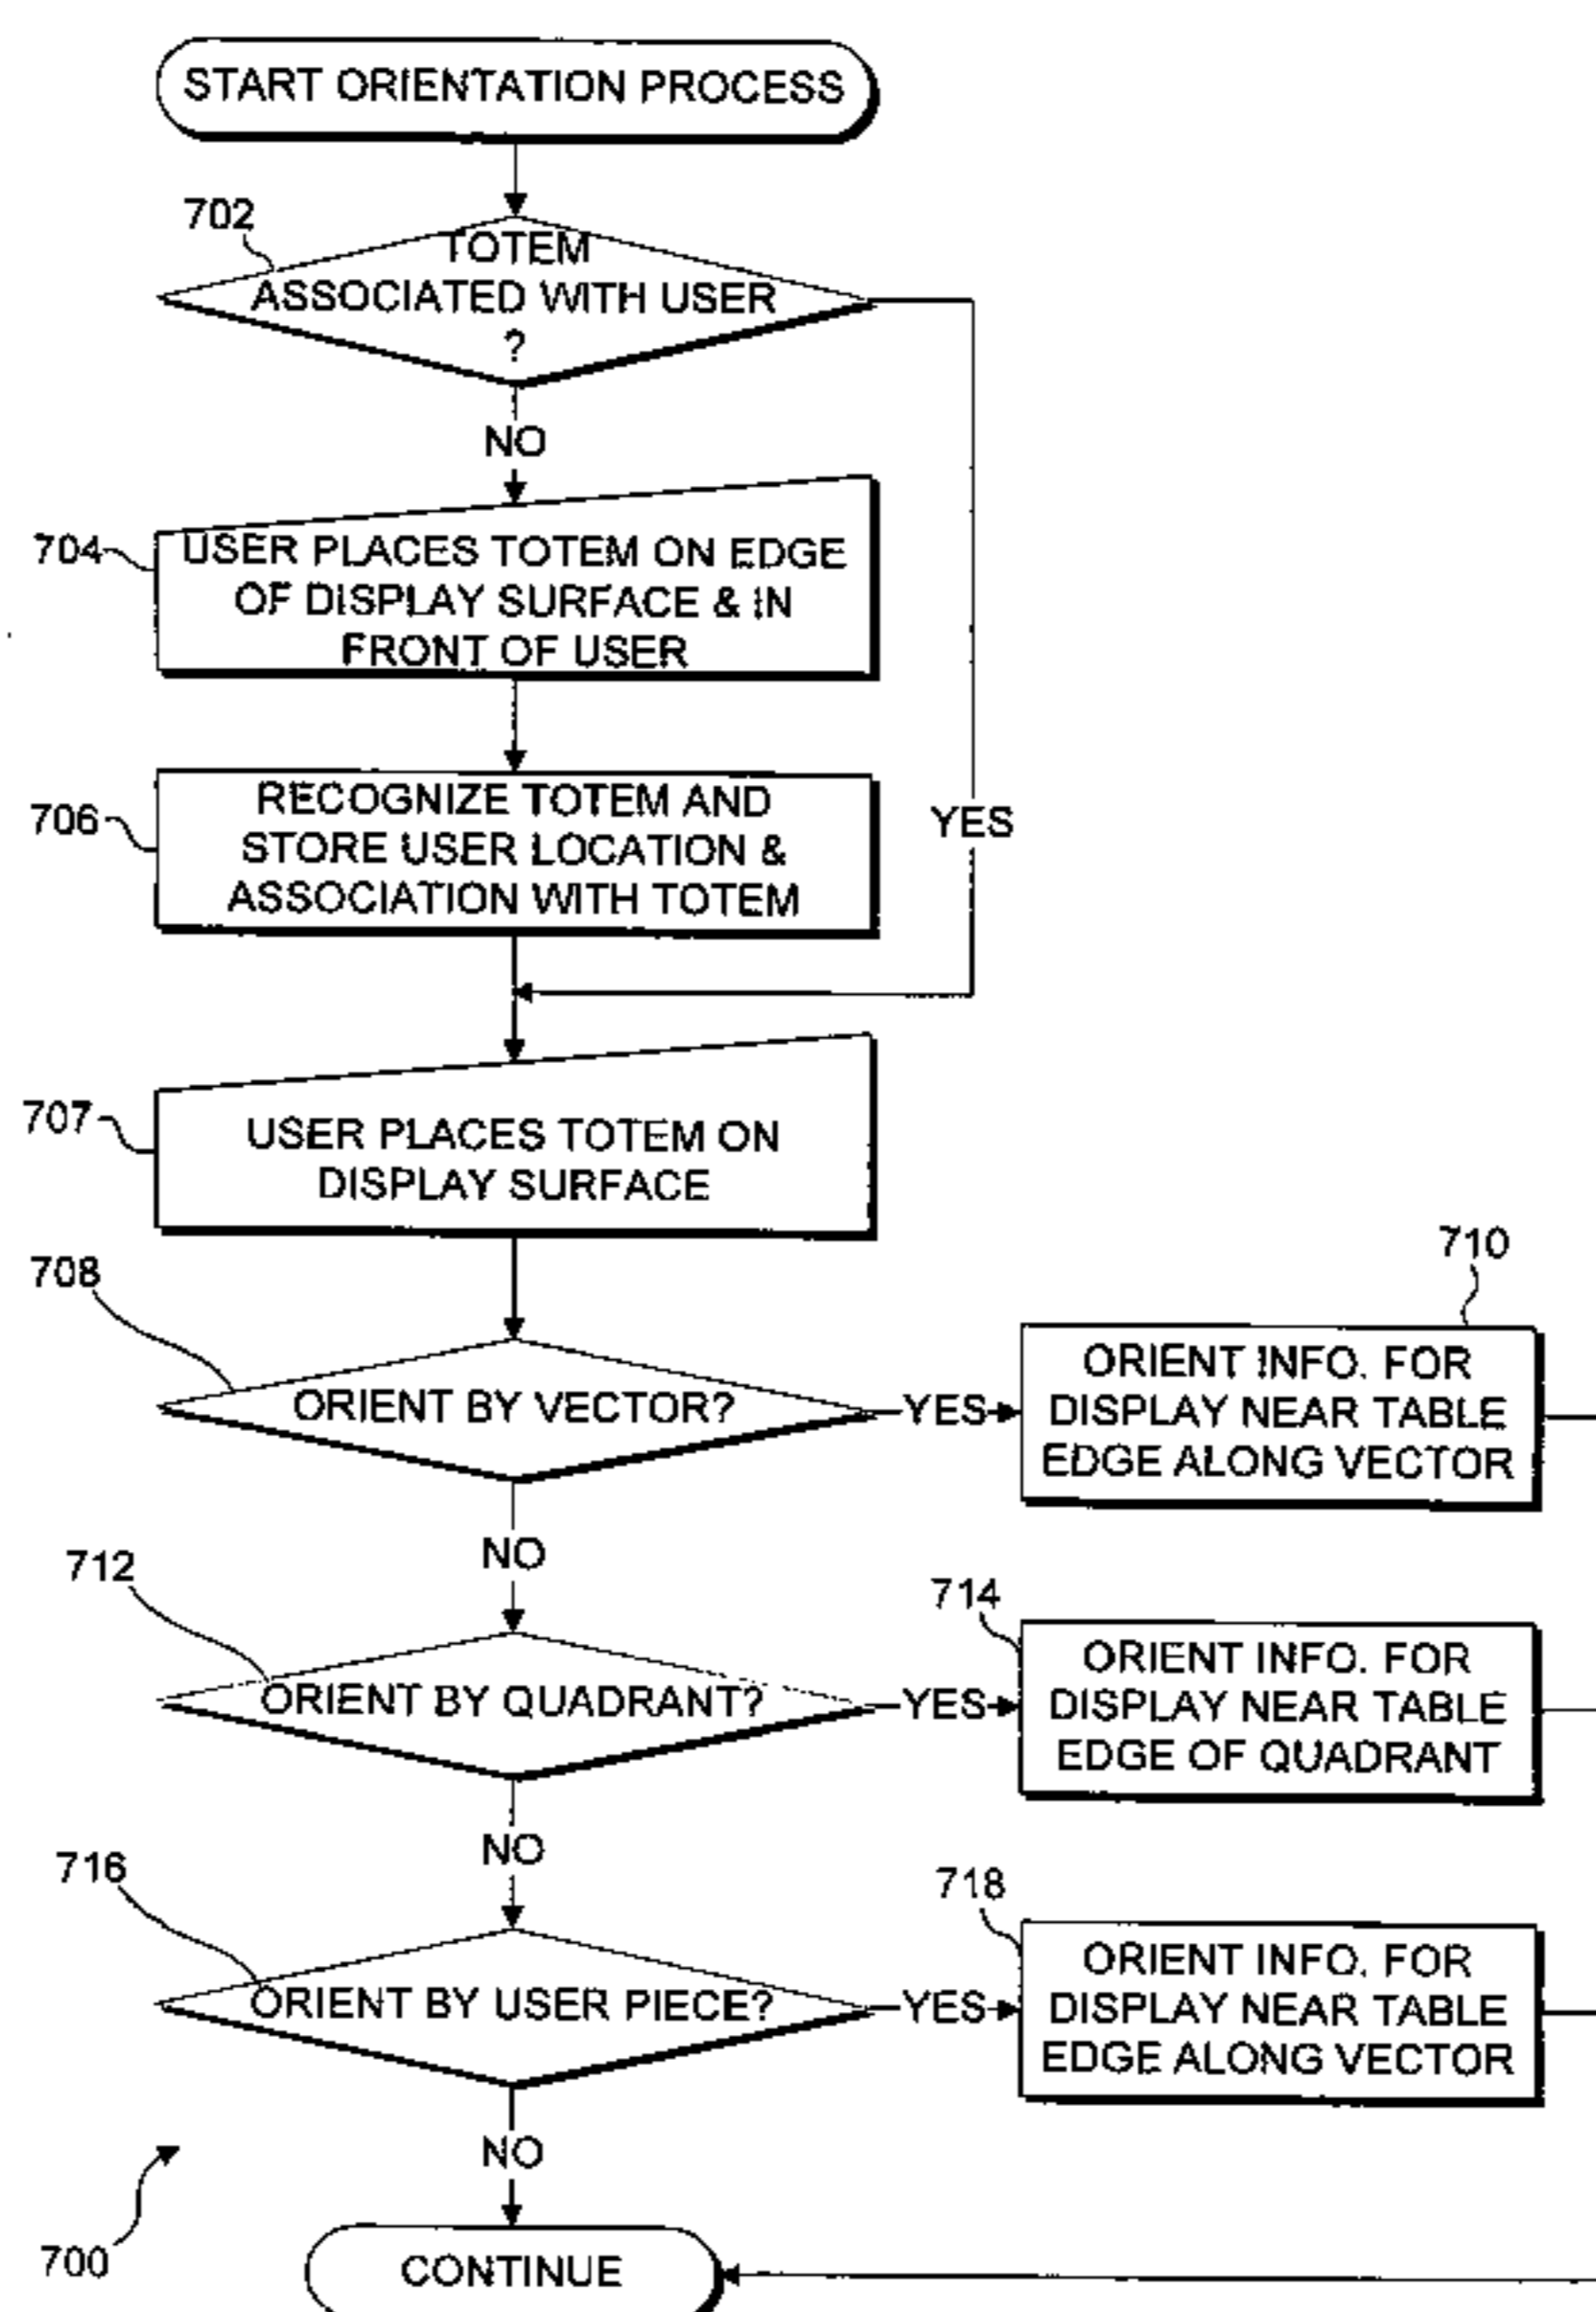 START ORIENTATION PROCESS
702
TOTEM
ASSOCIATED WITH USER
?
NO
704
USER PLACES TOTEM ON EDGE
OF DISPLAY SURFACE & IN
FRONT OF USER
706
RECOGNIZE TOTEM AND
STORE USER LOCATION &
ASSOCIATION WITH TOTEM
YES
707
USER PLACES TOTEM ON
DISPLAY SURFACE
708
ORIENT BY VECTOR?
YES
710
ORIENT INFO. FOR
DISPLAY NEAR TABLE
EDGE ALONG VECTOR
NO
712
ORIENT BY QUADRANT?
YES
714
ORIENT INFO. FOR
DISPLAY NEAR TABLE
EDGE OF QUADRANT
NO
716
ORIENT BY USER PIECE?
YES
718
ORIENT INFO. FOR
DISPLAY NEAR TABLE
EDGE ALONG VECTOR
NO
700
CONTINUE